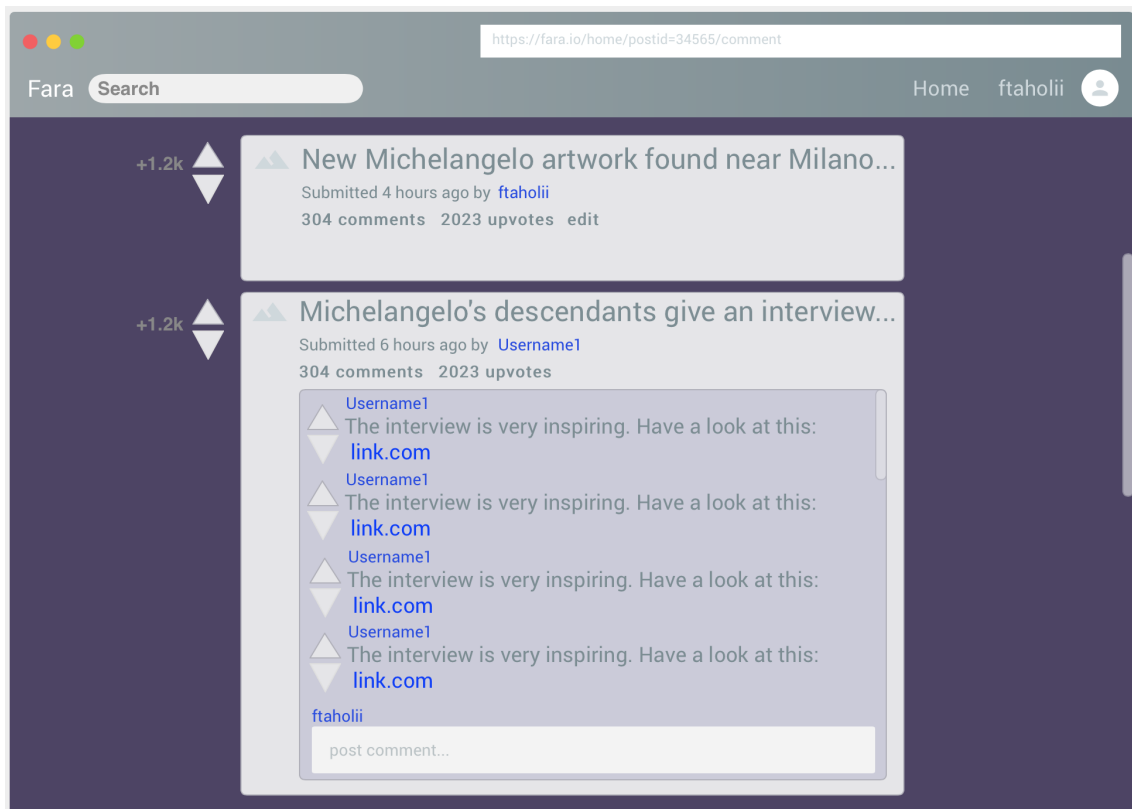 https://fara.io/home/postid=34565/comment
Fara Search Home ftaholii
+1.2k
New Michelangelo artwork found near Milano...
Submitted 4 hours ago by ftaholii
304 comments 2023 upvotes edit
+1.2k
Michelangelo's descendants give an interview...
Submitted 6 hours ago by Username1
304 comments 2023 upvotes
Username1
The interview is very inspiring. Have a look at this:
link.com
Username1
The interview is very inspiring. Have a look at this:
link.com
Username1
The interview is very inspiring. Have a look at this:
link.com
Username1
The interview is very inspiring. Have a look at this:
link.com
ftaholii
post comment...